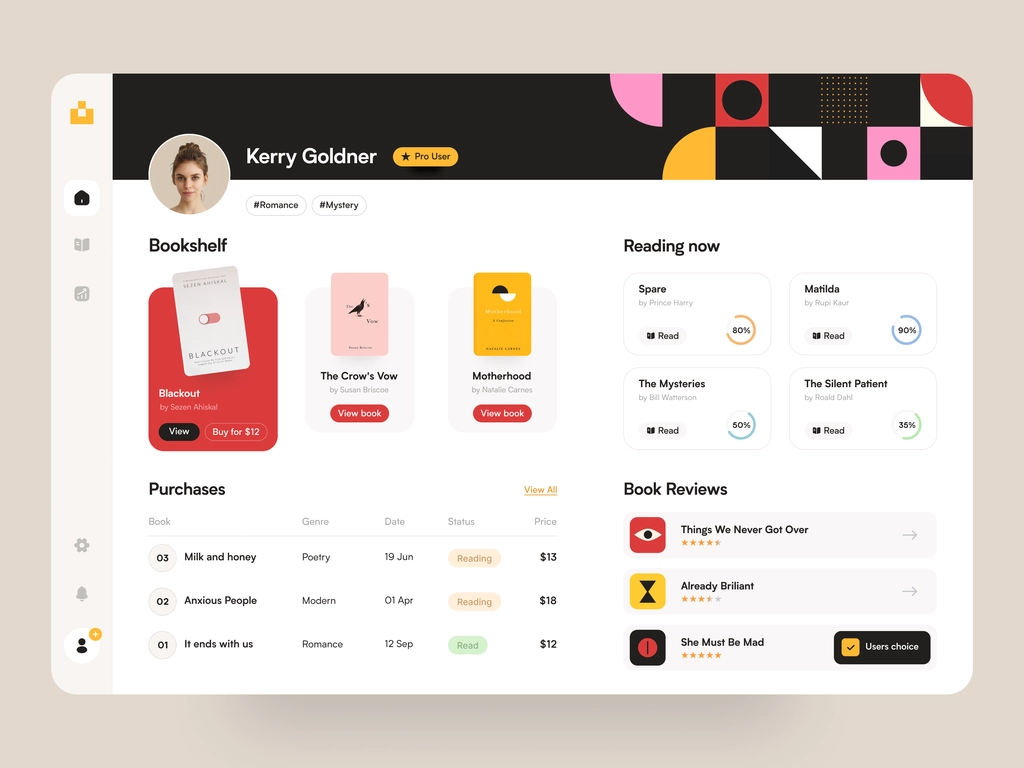 Kerry Goldner
★ Pro User
#Romance #Mystery
Bookshelf
SEZEN AHISKAL
BLACKOUT
Blackout
by Sezen Ahiskal
View
Buy for $12
The Crow's Vow
by Susan Briscoe
View book
Motherhood
A Confession
NATALIE CARNES
Motherhood
by Natalie Carnes
View book
Reading now
Spare
by Prince Harry
Read
80%
Matilda
by Rupi Kaur
Read
90%
The Mysteries
by Bill Watterson
Read
50%
The Silent Patient
by Roald Dahl
Read
35%
Purchases
View All
Book Genre Date Status Price
03 Milk and honey Poetry 19 Jun Reading $13
02 Anxious People Modern 01 Apr Reading $18
01 It ends with us Romance 12 Sep Read $12
Book Reviews
Things We Never Got Over
Already Briliant
She Must Be Mad
Users choice